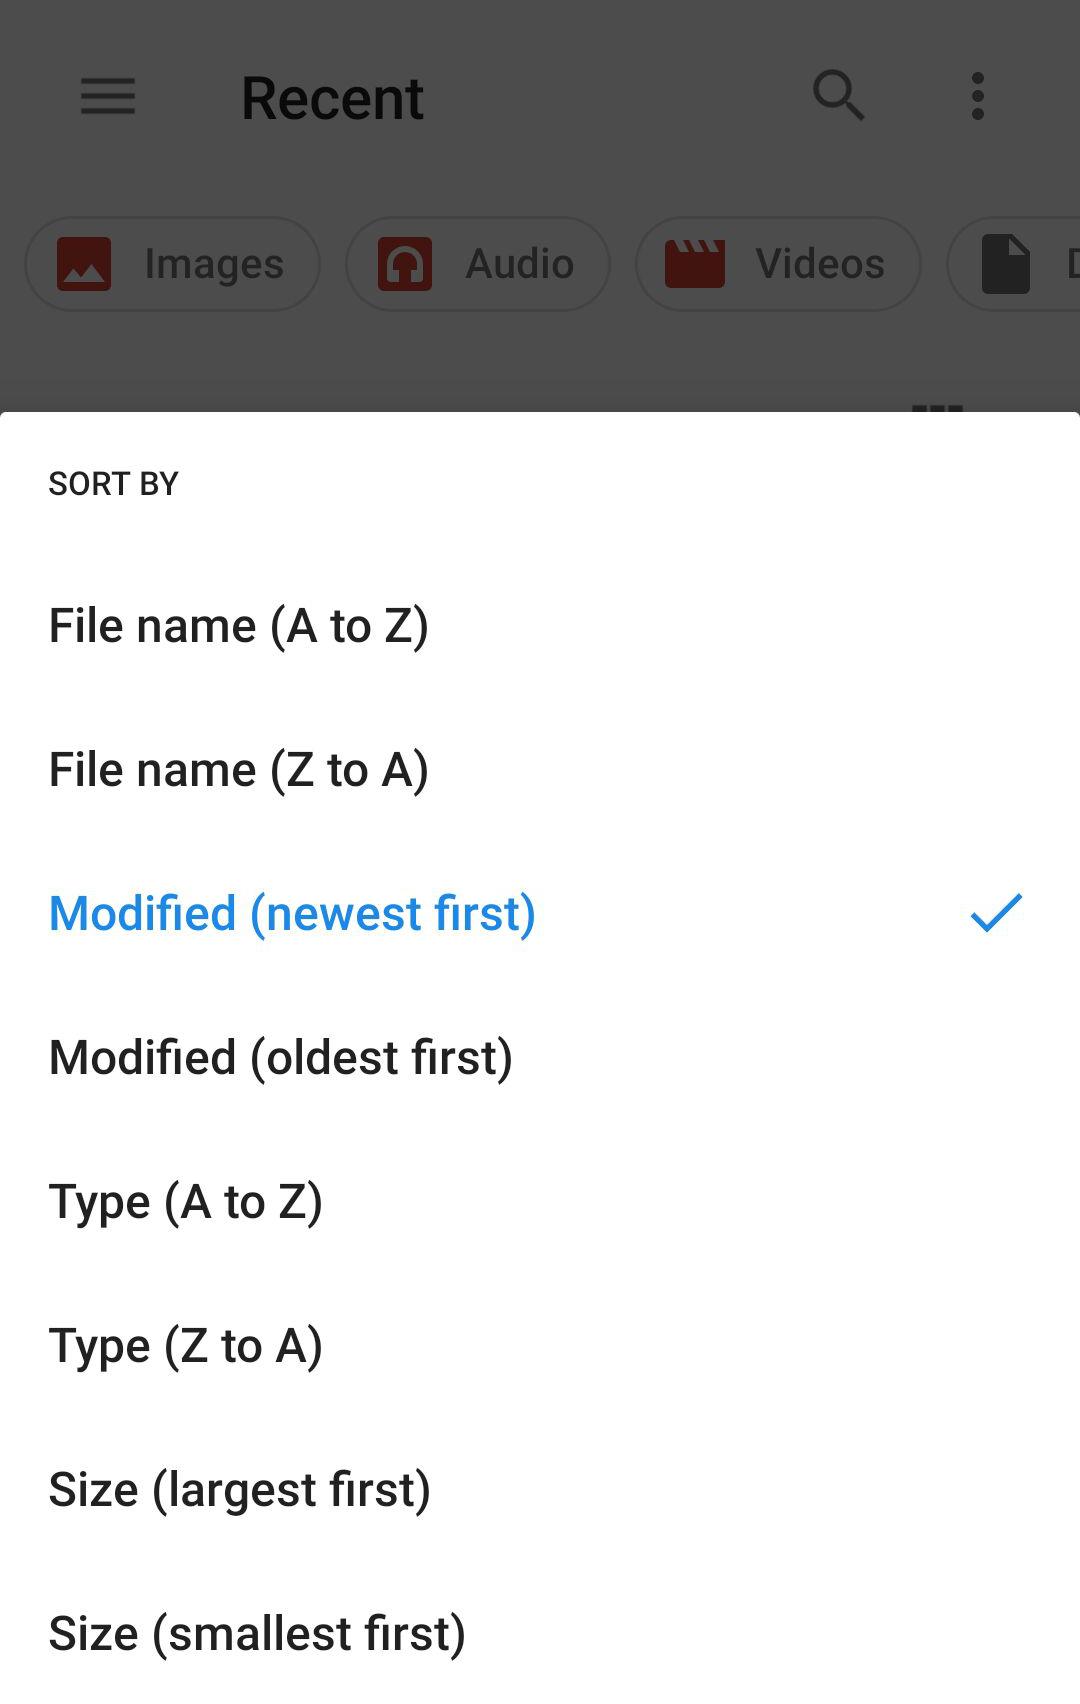 Recent
Images Audio Videos
SORT BY
File name (A to Z)
File name (Z to A)
Modified (newest first)
Modified (oldest first)
Type (A to Z)
Type (Z to A)
Size (largest first)
Size (smallest first)